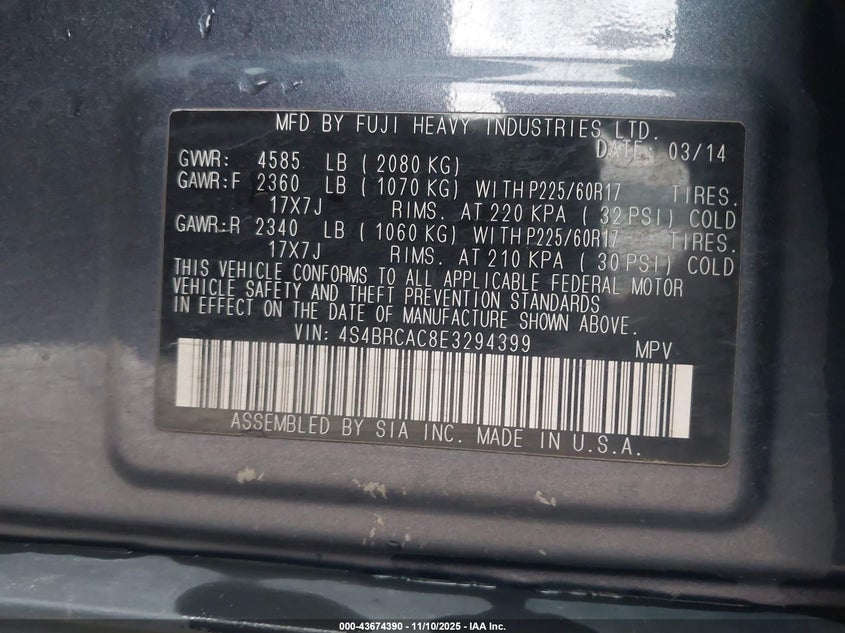 MFD.BY FUJI HEAVY INDUSTRIES LTD.
DATE: 03/14
GVWR: 4585 LB ( 2080 KG)
GAWR:F 2360 LB ( 1070 KG) WITH P225/60R17 TIRES.
17X7J RIMS. AT 220 KPA ( 32 PSI) COLD
GAWR:R 2340 LB ( 1060 KG) WITH P225/60R17 TIRES.
17X7J RIMS. AT 210 KPA ( 30 PSI) COLD
THIS VEHICLE CONFORMS TO ALL APPLICABLE FEDERAL MOTOR
VEHICLE SAFETY AND THEFT PREVENTION STANDARDS
IN EFFECT ON THE DATE OF MANUFACTURE SHOWN ABOVE.
VIN: 4S4BRCAC8E3294399 MPV
ASSEMBLED BY SIA INC. MADE IN U.S.A.
000-43674390 - 11/10/2025 - IAA Inc.